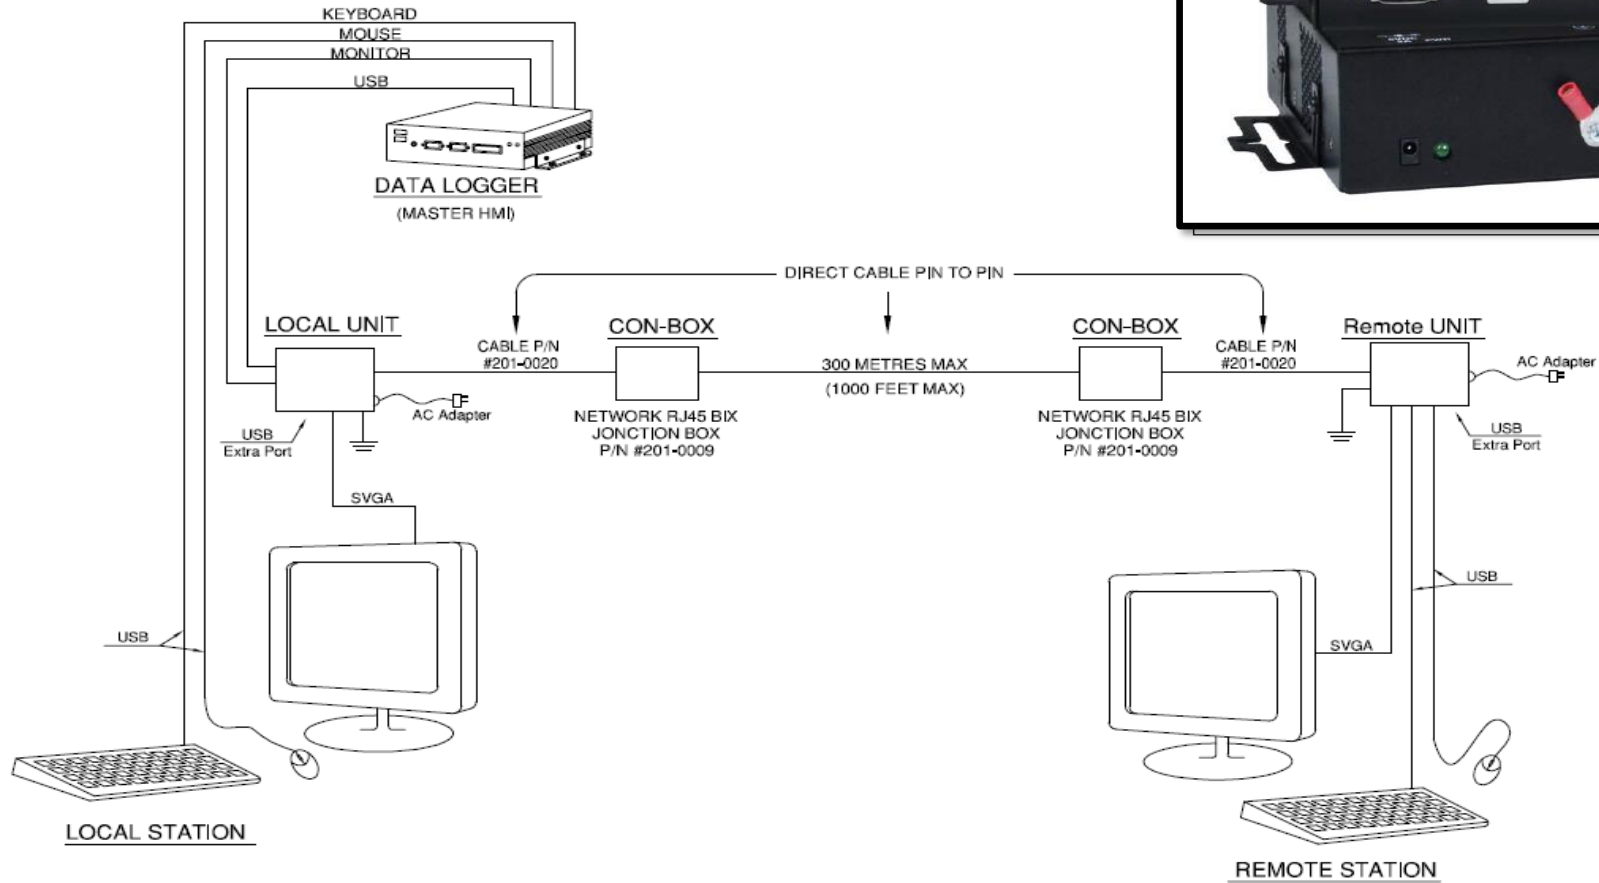 KEYBOARD
MOUSE
MONITOR
USB
DATA LOGGER
(MASTER HMI)
DIRECT CABLE PIN TO PIN
LOCAL UNIT
CABLE P/N
#201-0020
CON-BOX
300 METRES MAX
(1000 FEET MAX)
CON-BOX
CABLE P/N
#201-0020
Remote UNIT
AC Adapter
AC Adapter
USB
Extra Port
NETWORK RJ45 BIX
JONCTION BOX
P/N #201-0009
NETWORK RJ45 BIX
JONCTION BOX
P/N #201-0009
USB
Extra Port
SVGA
USB
USB
SVGA
LOCAL STATION
REMOTE STATION